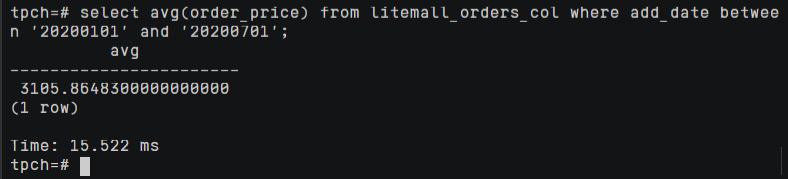 tpch=# select avg(order_price) from litemall_orders_col where add_date betwee
n '20200101' and '20200701';
avg
-----------------------
3105.8648300000000000
(1 row)
Time: 15.522 ms
tpch=#